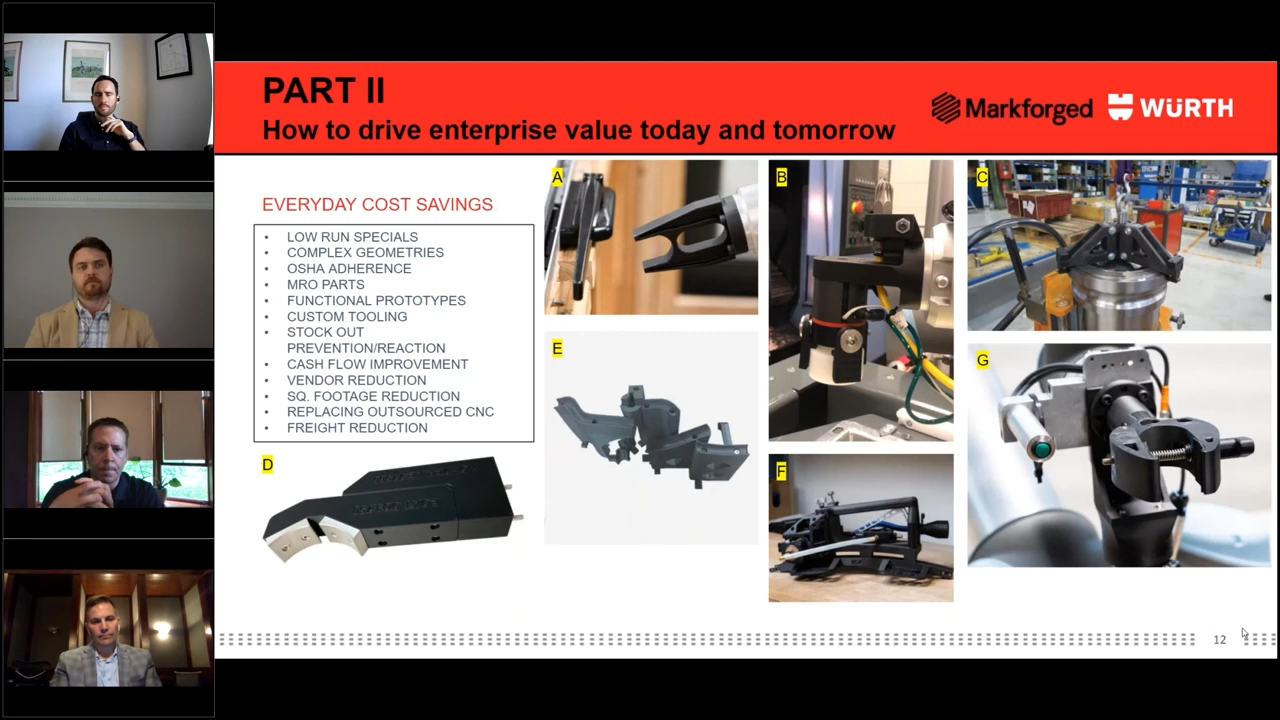 PART II
How to drive enterprise value today and tomorrow
Markforged
WÜRTH
EVERYDAY COST SAVINGS
• LOW RUN SPECIALS
• COMPLEX GEOMETRIES
• OSHA ADHERENCE
• MRO PARTS
• FUNCTIONAL PROTOTYPES
• CUSTOM TOOLING
• STOCK OUT
PREVENTION/REACTION
• CASH FLOW IMPROVEMENT
• VENDOR REDUCTION
• SQ. FOOTAGE REDUCTION
• REPLACING OUTSOURCED CNC
• FREIGHT REDUCTION
A
B
C
D
E
F
G
12